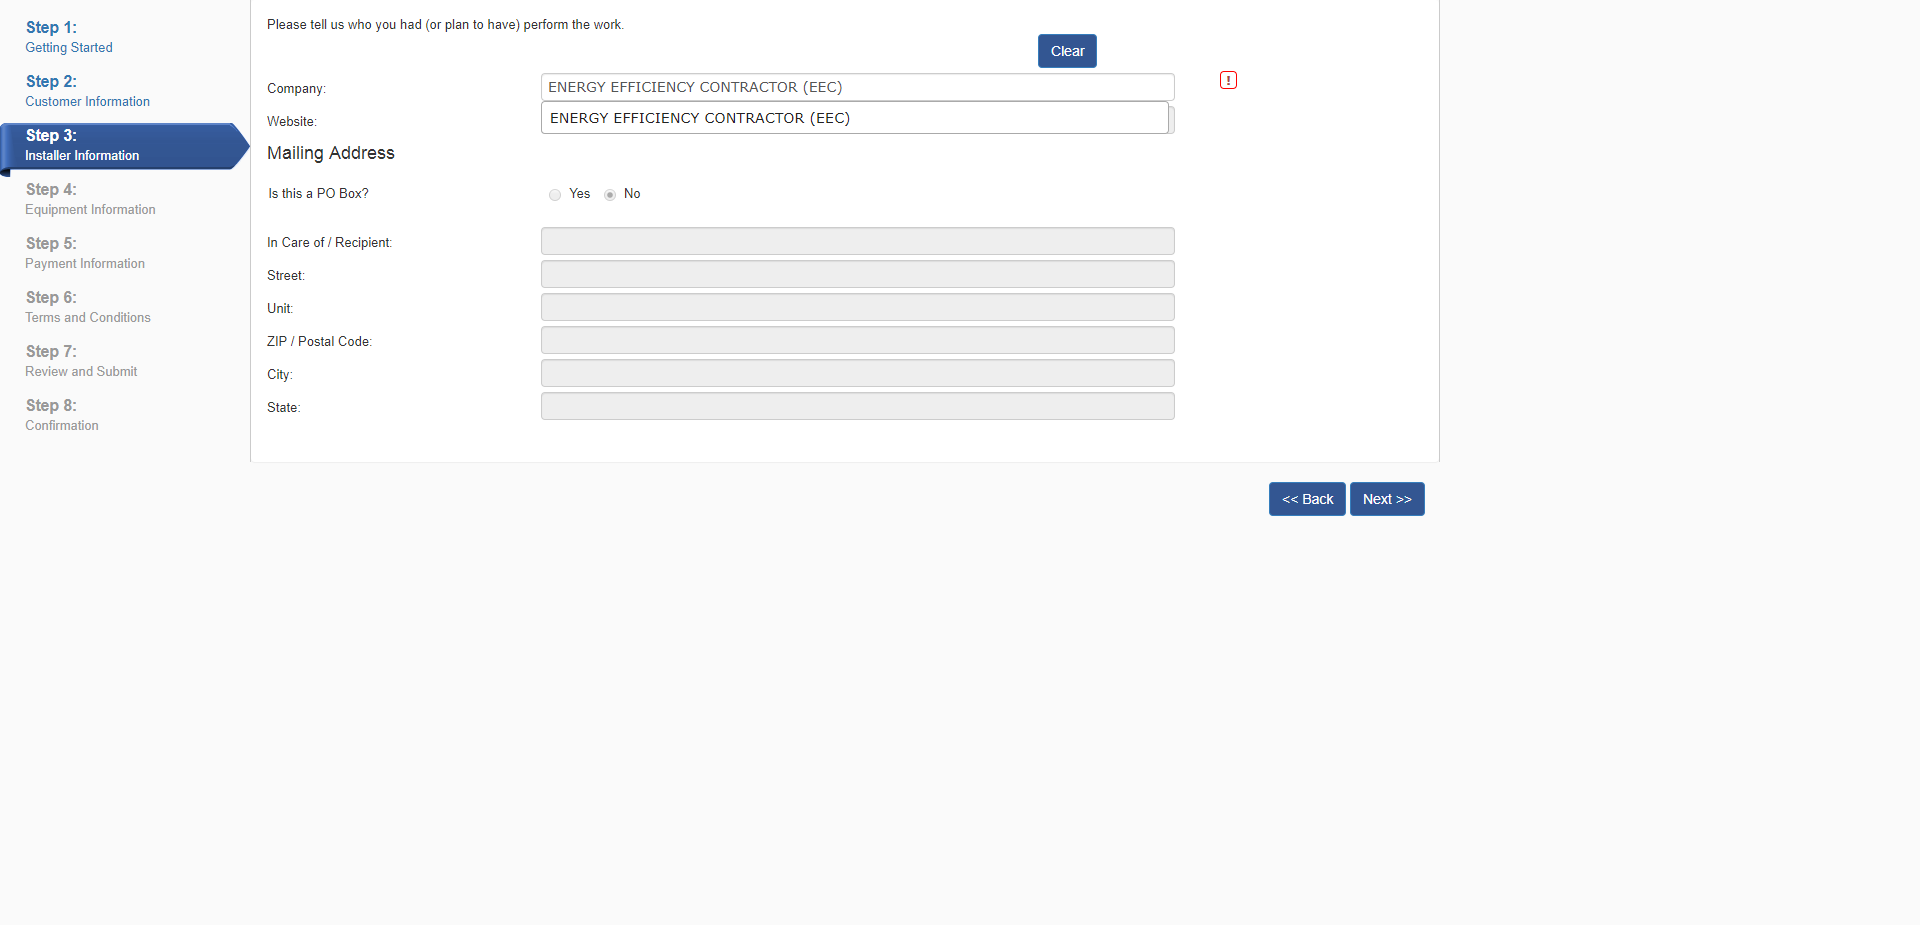 Step 1:
Getting Started
Step 2:
Customer Information
Step 3:
Installer Information
Step 4:
Equipment Information
Step 5:
Payment Information
Step 6:
Terms and Conditions
Step 7:
Review and Submit
Step 8:
Confirmation
Please tell us who you had (or plan to have) perform the work.
Clear
Company:
ENERGY EFFICIENCY CONTRACTOR (EEC)
!
Website:
ENERGY EFFICIENCY CONTRACTOR (EEC)
Mailing Address
Is this a PO Box?
Yes
No
In Care of / Recipient:
Street:
Unit:
ZIP / Postal Code:
City:
State:
<< Back
Next >>